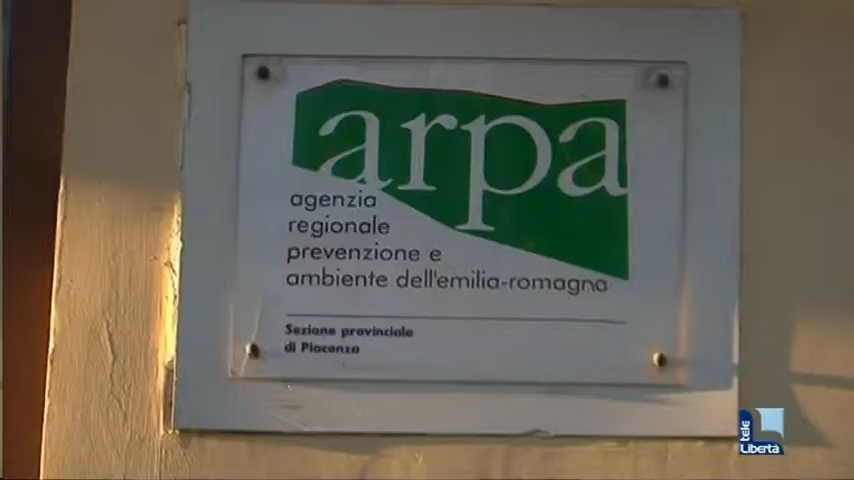 arpa
agenzia
regionale
prevenzione e
ambiente dell'emilia-romagna
Sezione provinciale
di Piacenza
tele
Libertà